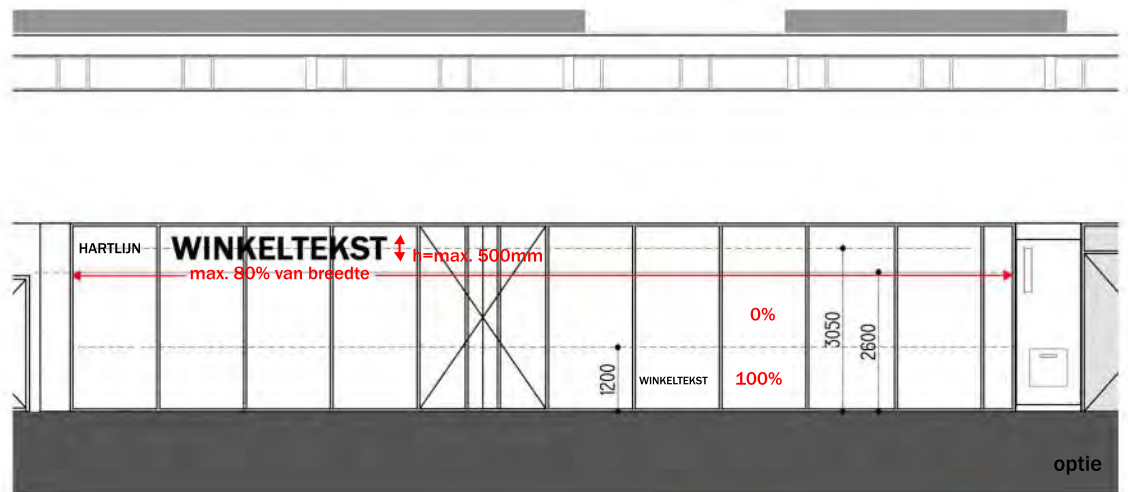 HARTLIJN
WINKELTEKST
h=max. 500mm
max. 80% van breedte
0%
3050
2600
1200
WINKELTEKST
100%
optie